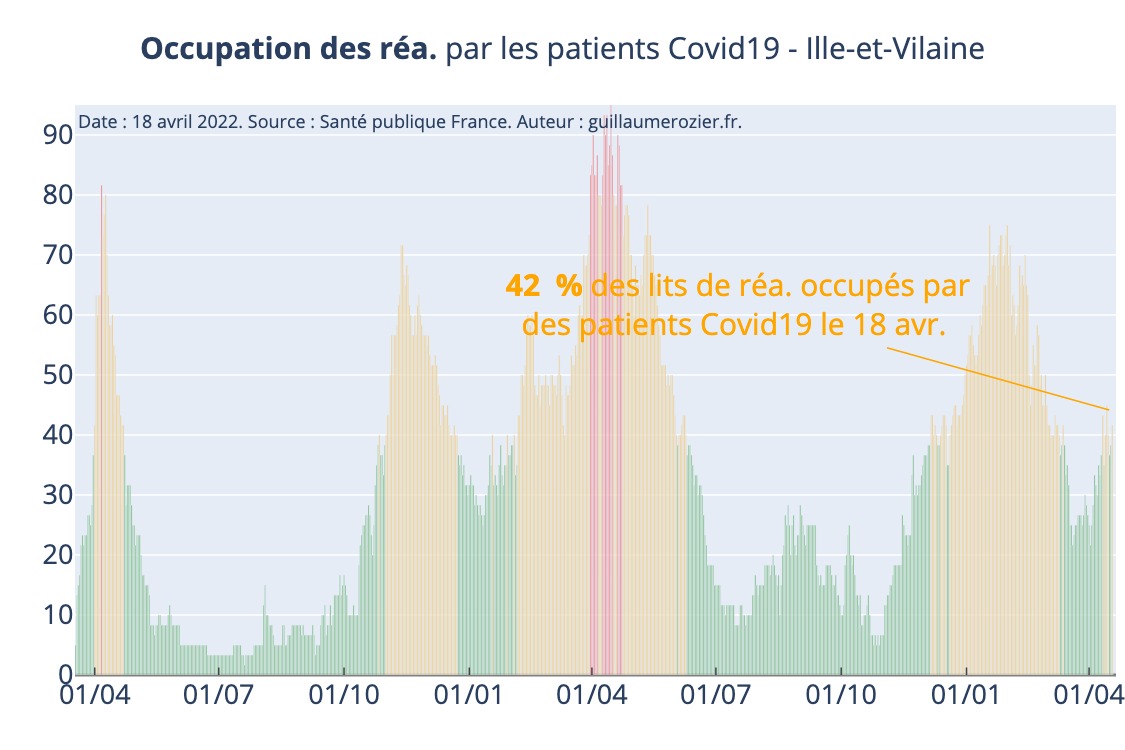 Occupation des réa. par les patients Covid19 - Ille-et-Vilaine
Date : 18 avril 2022. Source : Santé publique France. Auteur : guillaumerozier.fr.
90
80
70
60
50
40
30
20
10
0
42 % des lits de réa. occupés par
des patients Covid19 le 18 avr.
01/04 01/07 01/10 01/01 01/04 01/07 01/10 01/01 01/04